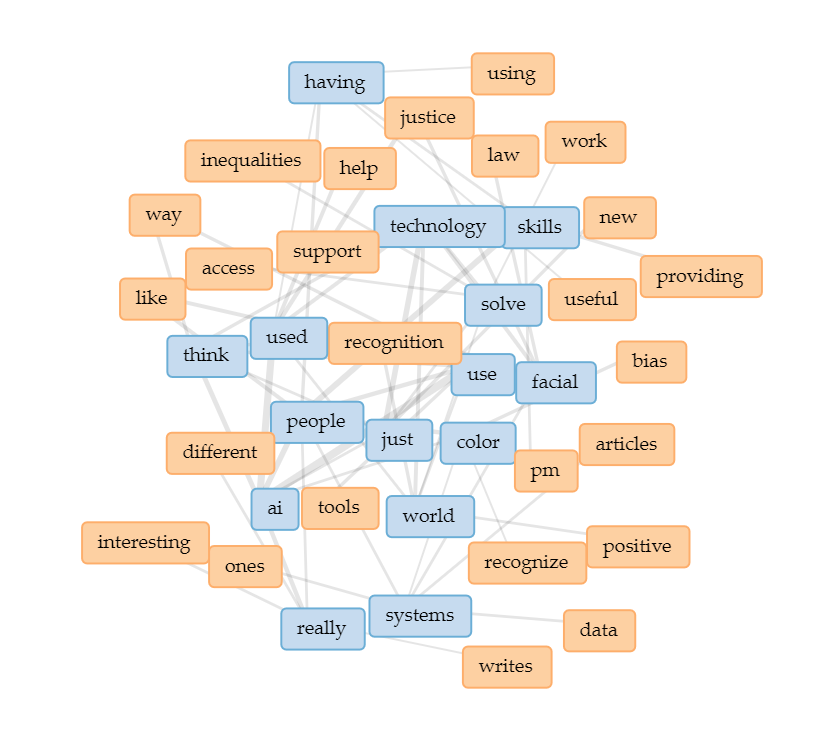 using
having
justice
work
law
inequalities
help
way
new
technology
skills
support
access
providing
like
useful
solve
used
recognition
think
bias
use
facial
people
just
color
articles
different
pm
ai
tools
world
interesting
positive
recognize
ones
systems
really
data
writes